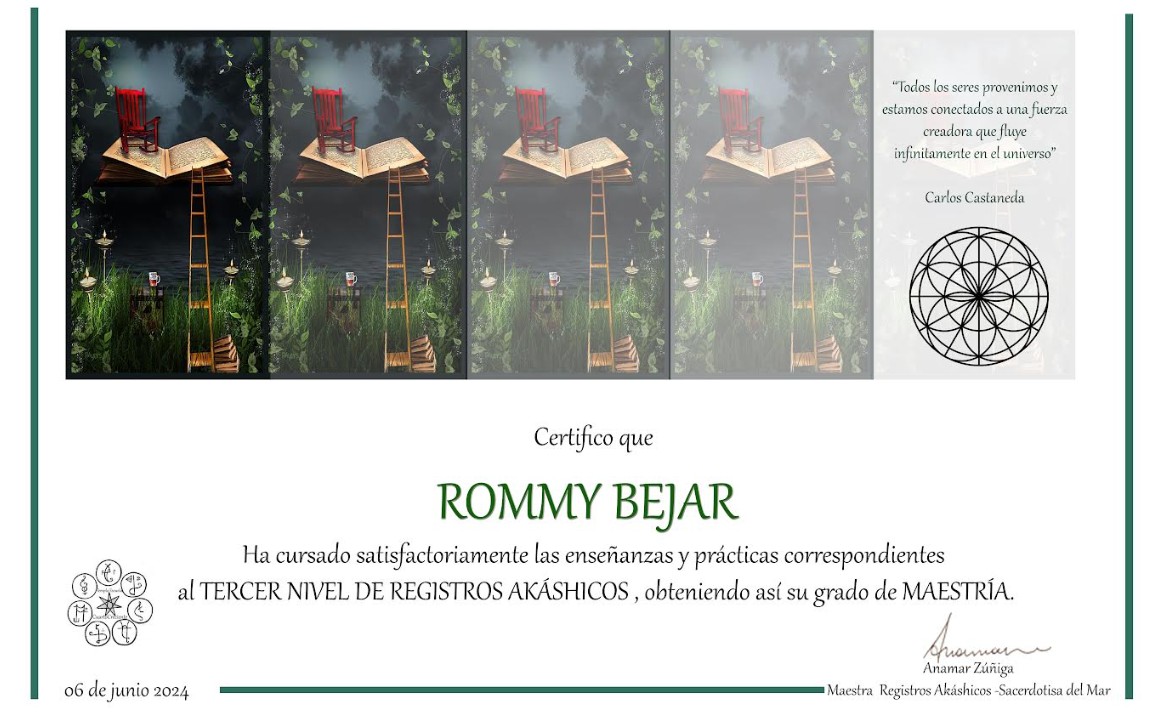 “Todos los seres provenimos y
estamos conectados a una fuerza
creadora que fluye
infinitamente en el universo”
Carlos Castaneda
Certifico que
ROMMY BEJAR
Ha cursado satisfactoriamente las enseñanzas y prácticas correspondientes
al TERCER NIVEL DE REGISTROS AKÁSHICOS , obteniendo así su grado de MAESTRÍA.
Anamar Zúñiga
06 de junio 2024
Maestra Registros Akáshicos -Sacerdotisa del Mar